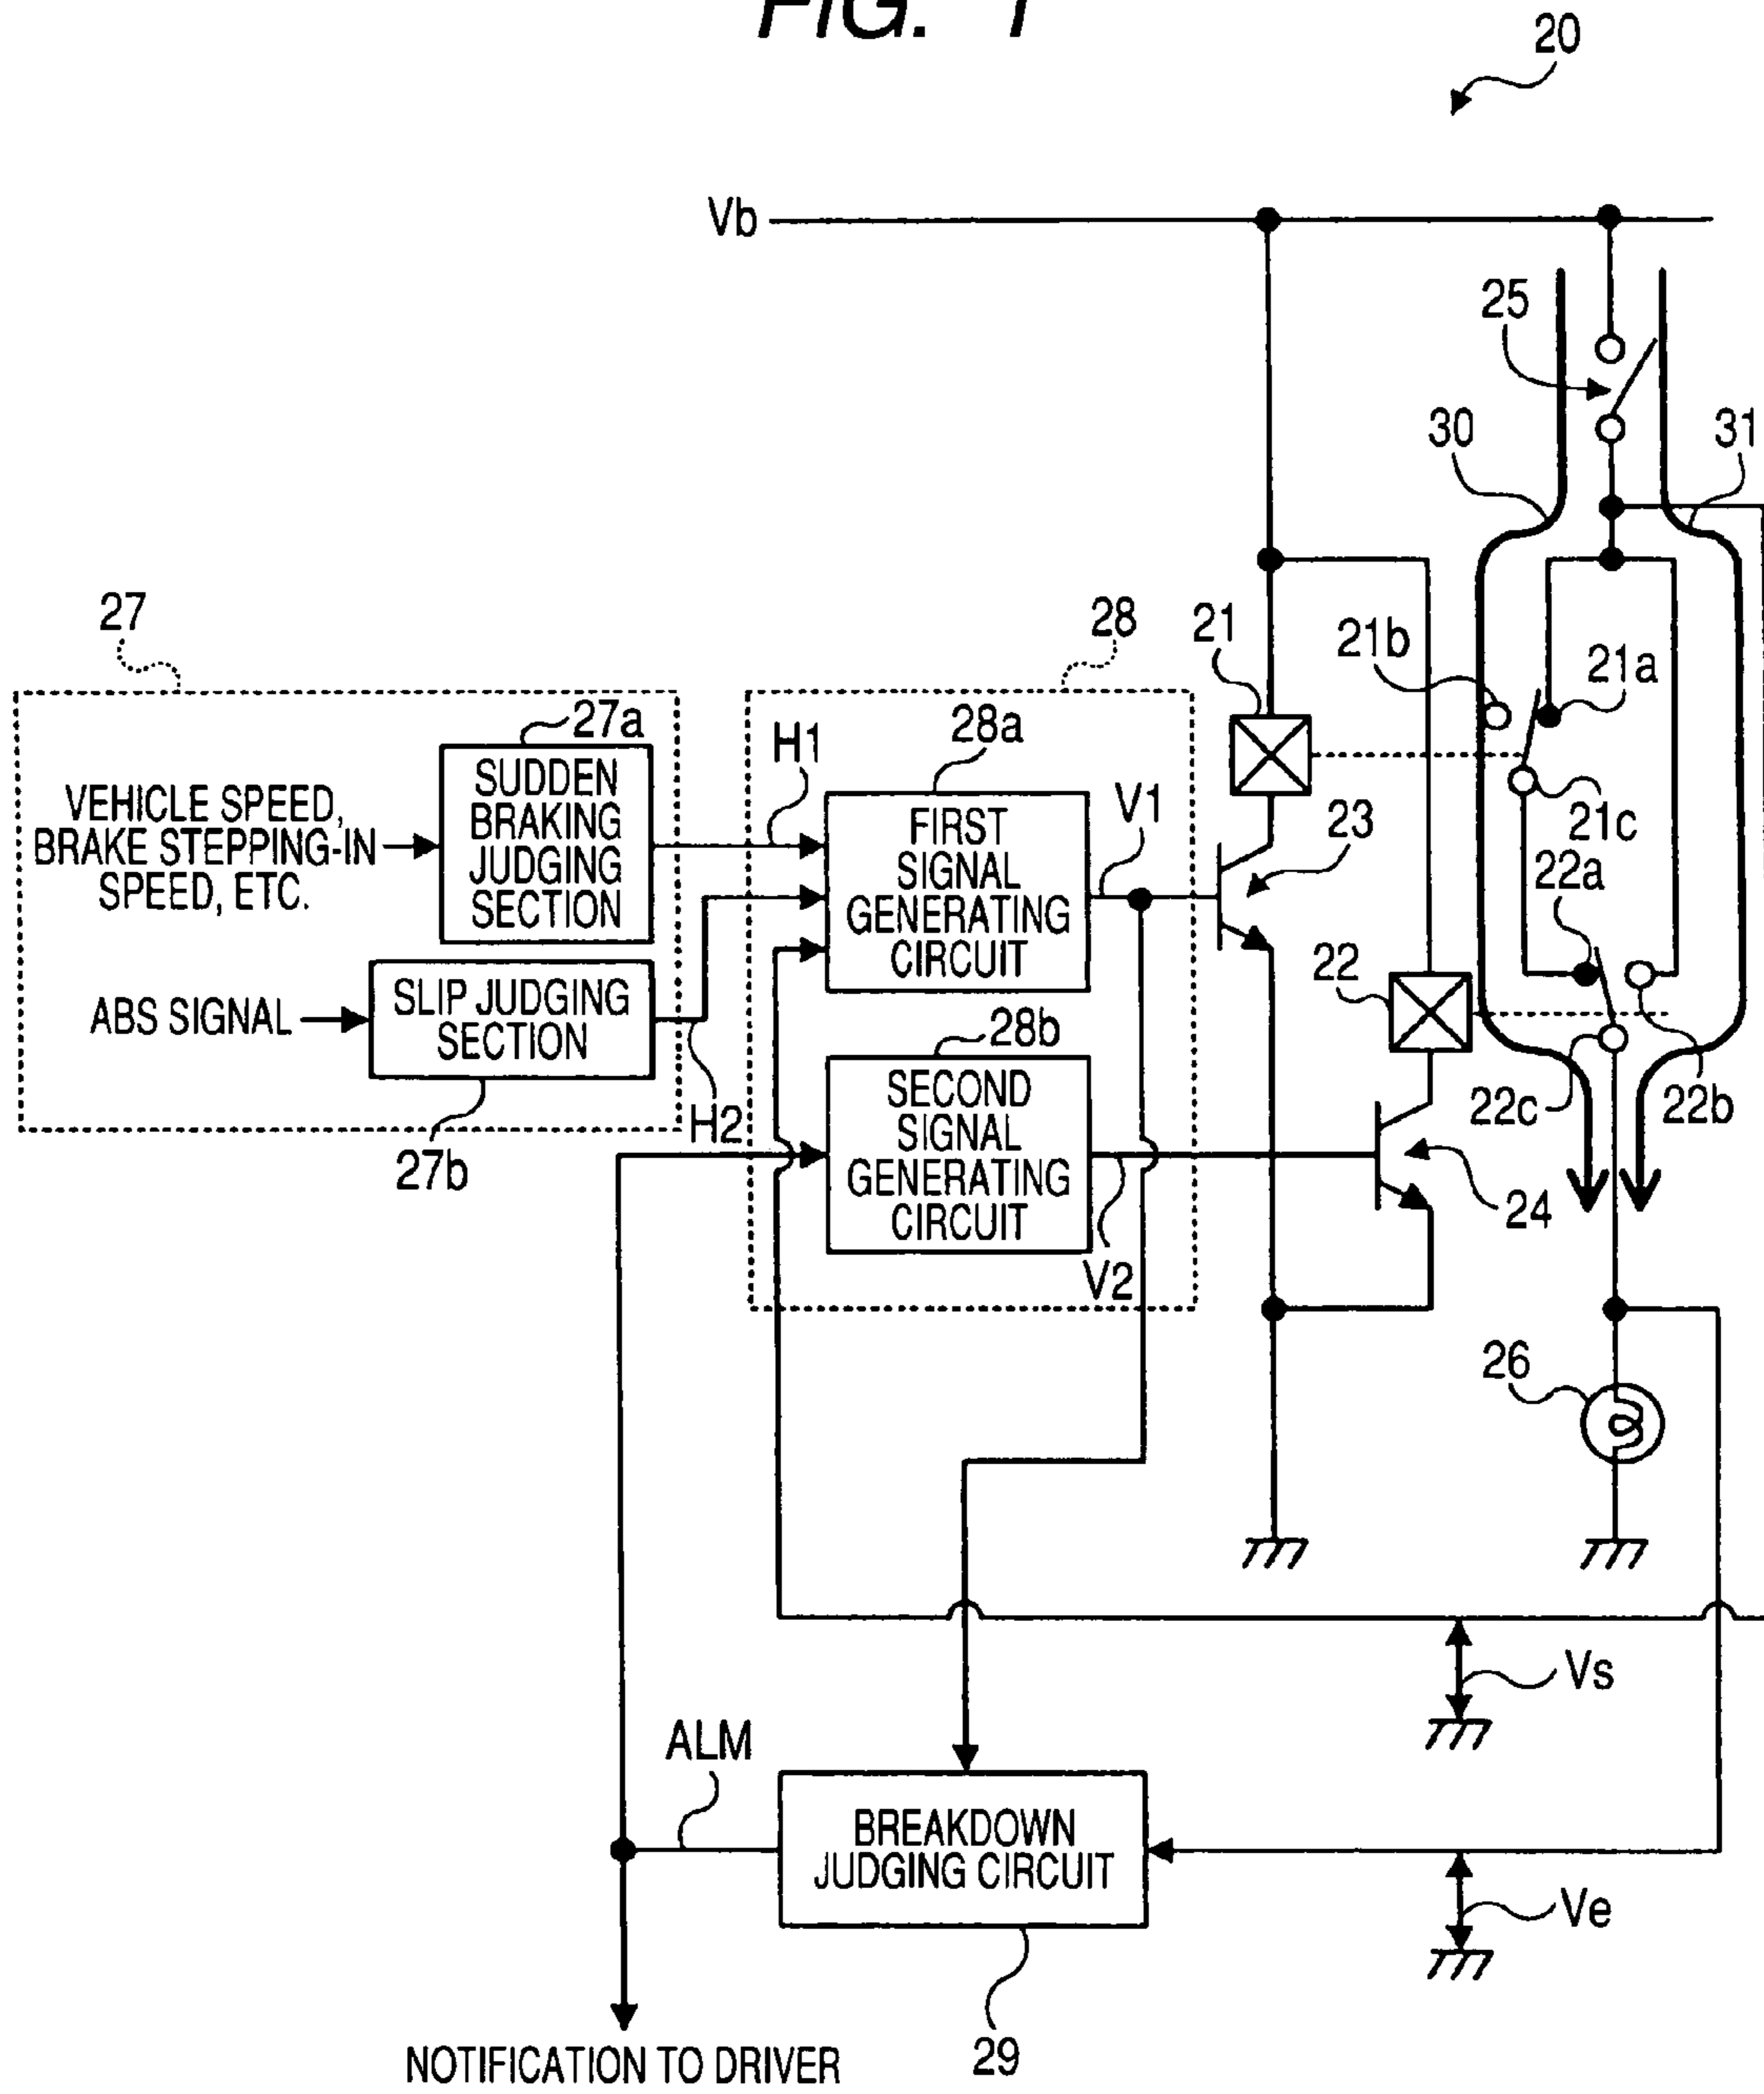 FIG. 1
20
Vb
25
30
31
27
28
21
21b
21a
27a
H1
28a
SUDDEN
BRAKING
JUDGING
SECTION
VEHICLE SPEED,
BRAKE STEPPING-IN
SPEED, ETC.
FIRST
SIGNAL
GENERATING
CIRCUIT
V1
23
21c
22a
ABS SIGNAL
SLIP JUDGING
SECTION
22
28b
SECOND
SIGNAL
GENERATING
CIRCUIT
22c
22b
H2
27b
24
V2
26
Vs
ALM
BREAKDOWN
JUDGING CIRCUIT
Ve
29
NOTIFICATION TO DRIVER